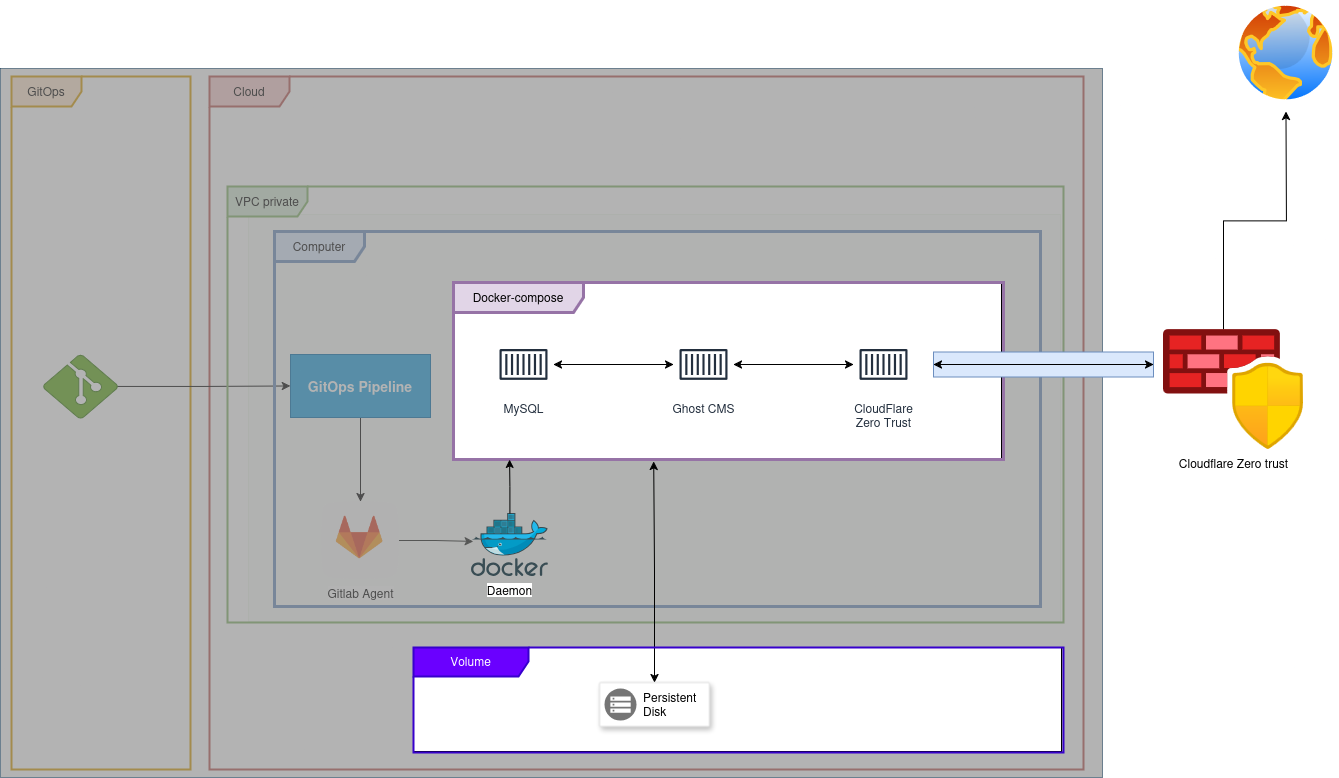 GitOps
Cloud
VPC private
Computer
Docker-compose
GitOps Pipeline
MySQL
Ghost CMS
CloudFlare
Zero Trust
Cloudflare Zero trust
docker
Daemon
Gitlab Agent
Volume
Persistent
Disk